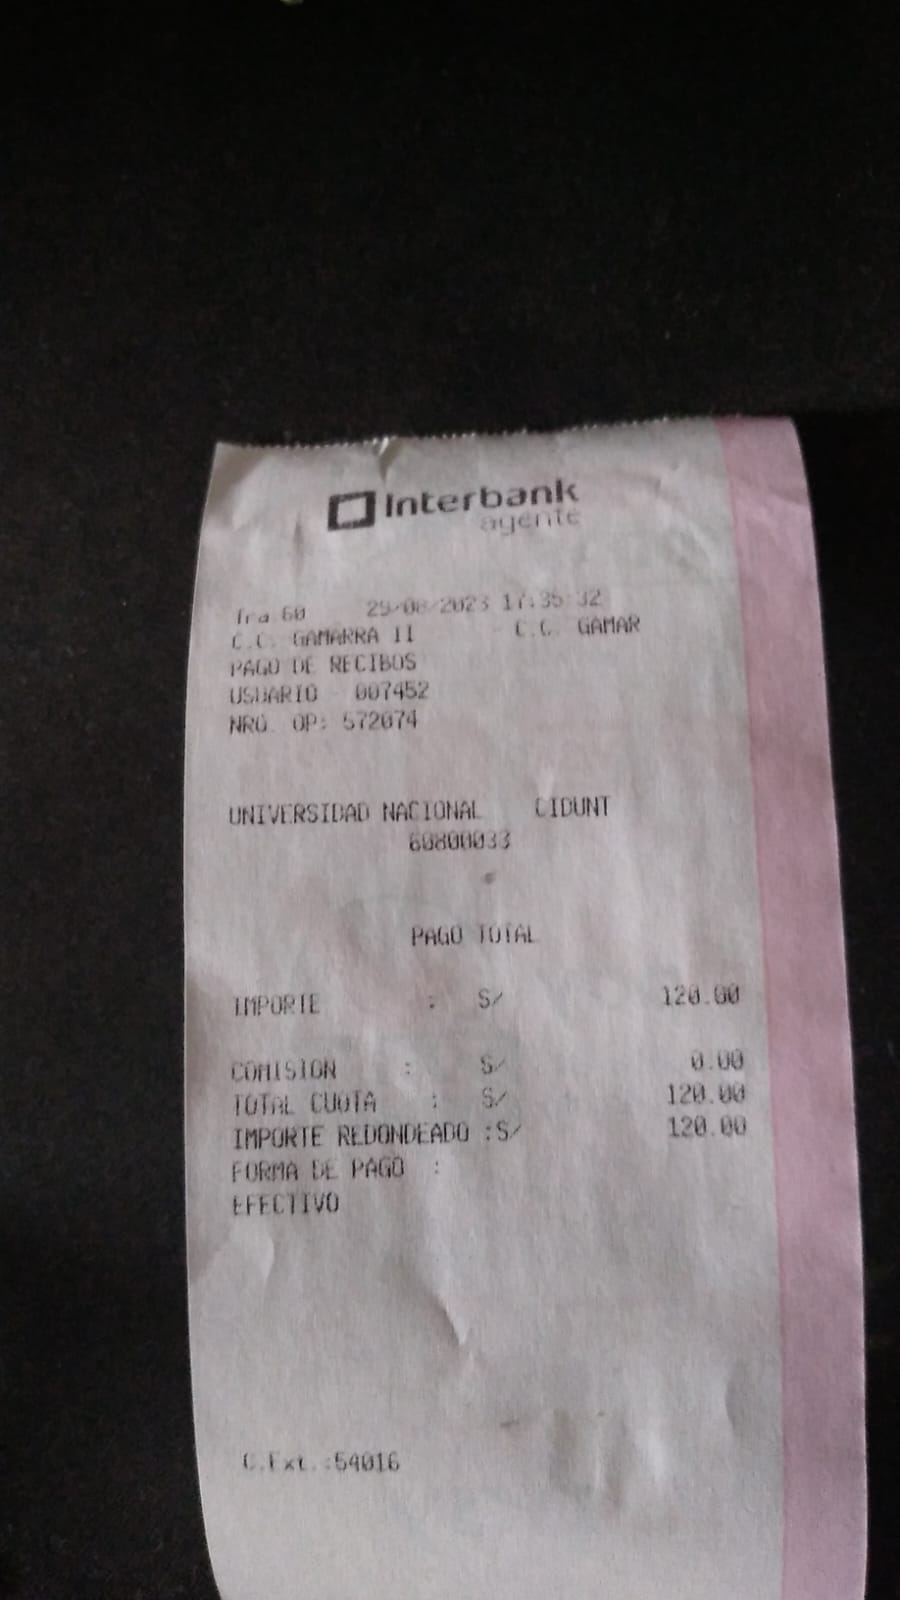 Interbank
agente
Tra 60 29/08/2023 17:35:32
C.C. GAMARRA II - C.C. GAMAR
PAGO DE RECIBOS
USUARIO 007452
NRO. OP: 572074
UNIVERSIDAD NACIONAL CIDUNT
60800033
PAGO TOTAL
IMPORTE : S/ 120.00
COMISION : S/ 0.00
TOTAL CUOTA : S/ 120.00
IMPORTE REDONDEADO :S/ 120.00
FORMA DE PAGO :
EFECTIVO
C.Ext.:54016